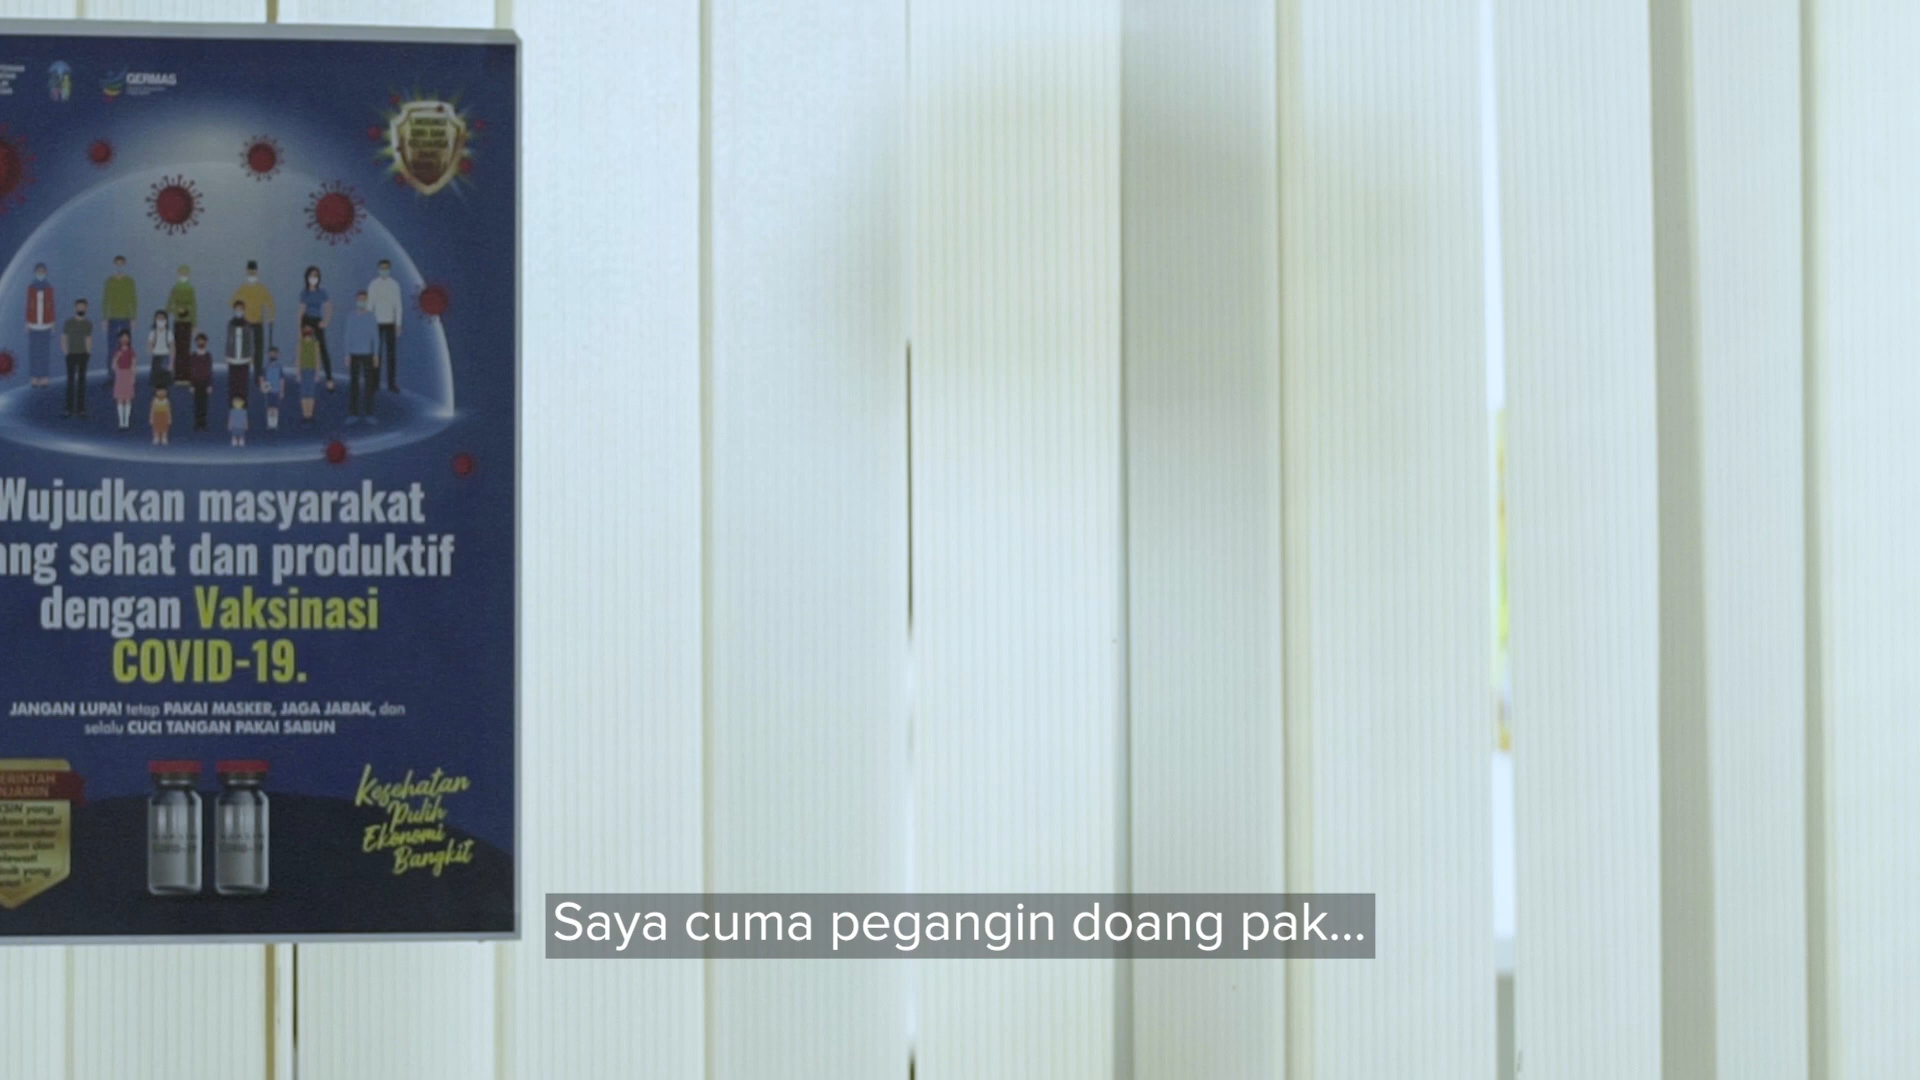 GERMAS
Wujudkan masyarakat
ang sehat dan produktif
dengan Vaksinasi
COVID-19.
JANGAN LUPA! tetap PAKAI MASKER, JAGA JARAK, dan
selalu CUCI TANGAN PAKAI SABUN
Kesehatan
Pulih
Ekonomi
Bangkit
Saya cuma pegangin doang pak...